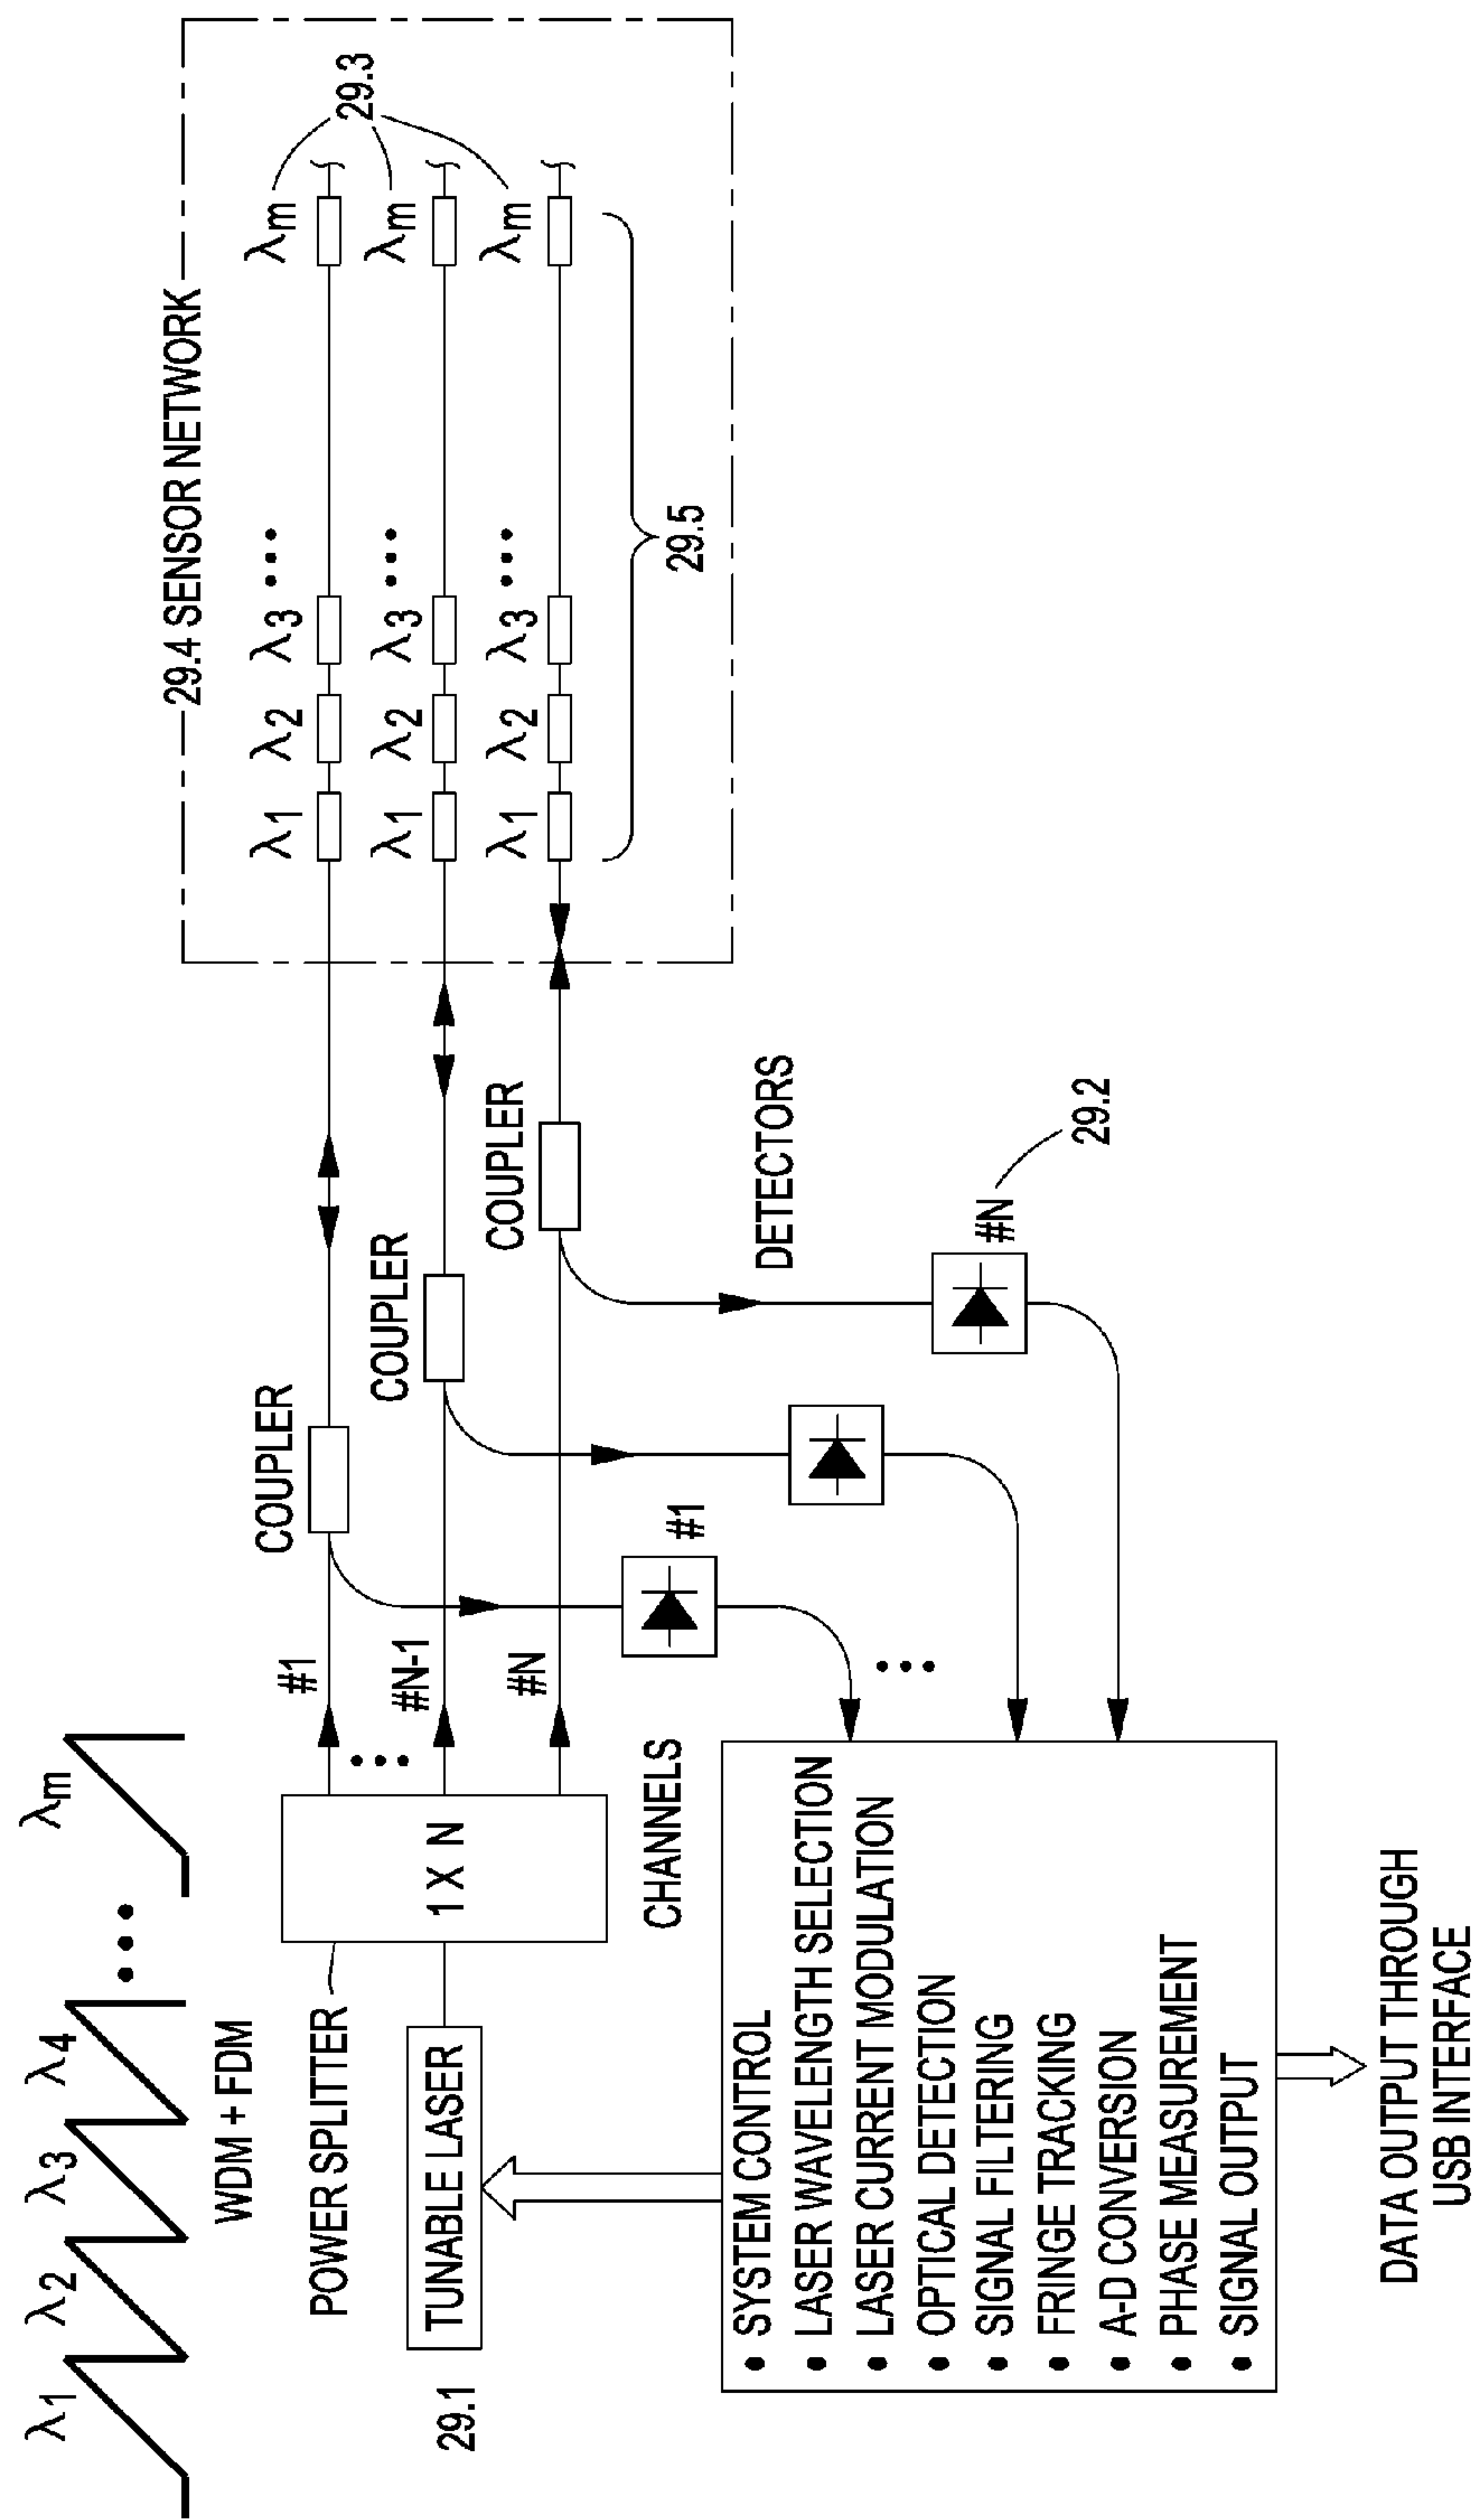 λ1 λ2 λ3 λ4 ••• λm
WDM + FDM
29.4 SENSOR NETWORK
POWER SPLITTER
29.1
TUNABLE LASER
1 X N
CHANNELS
#1
•••
#N-1
#N
COUPLER
COUPLER
COUPLER
λ1 λ2 λ3 ••• λm
λ1 λ2 λ3 ••• λm
λ1 λ2 λ3 ••• λm
29.3
29.5
DETECTORS
#1
•••
#N
29.2
• SYSTEM CONTROL
• LASER WAVELENGTH SELECTION
• LASER CURRENT MODULATION
• OPTICAL DETECTION
• SIGNAL FILTERING
• FRINGE TRACKING
• A-D CONVERSION
• PHASE MEASUREMENT
• SIGNAL OUTPUT
DATA OUTPUT THROUGH
USB INTERFACE